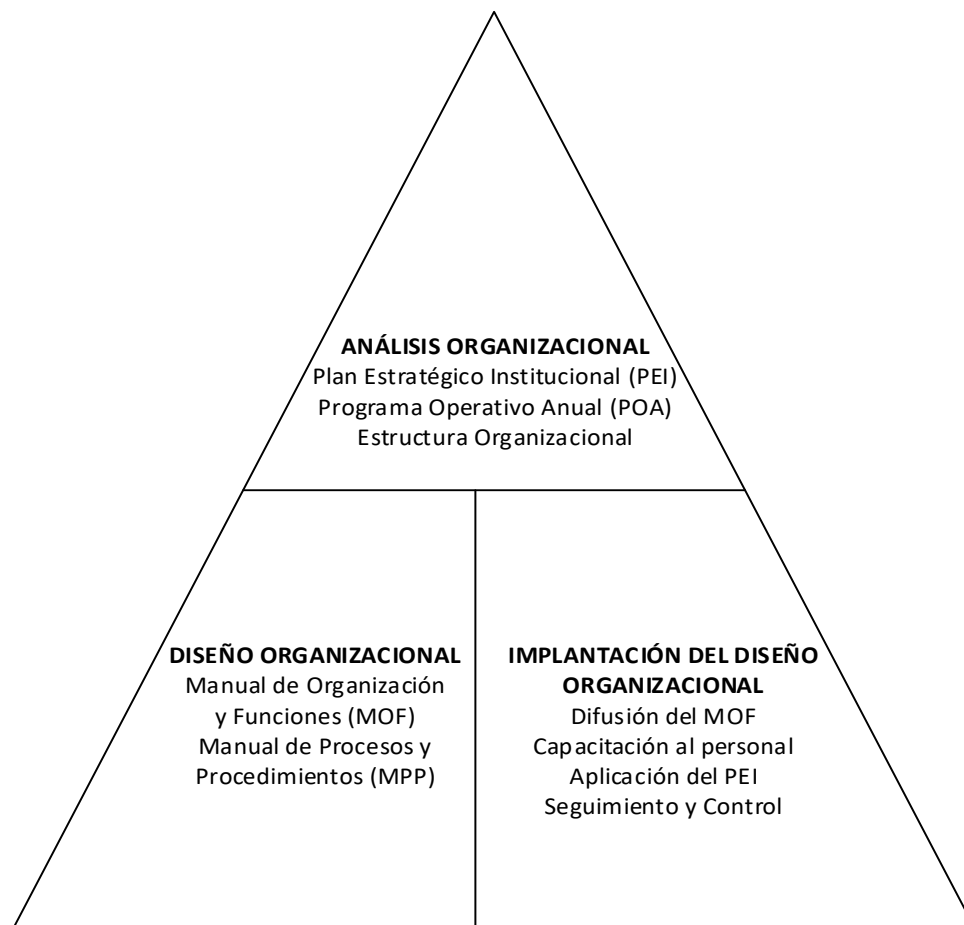 ANÁLISIS ORGANIZACIONAL
Plan Estratégico Institucional (PEI)
Programa Operativo Anual (POA)
Estructura Organizacional
DISEÑO ORGANIZACIONAL
Manual de Organización
y Funciones (MOF)
Manual de Procesos y
Procedimientos (MPP)
IMPLANTACIÓN DEL DISEÑO
ORGANIZACIONAL
Difusión del MOF
Capacitación al personal
Aplicación del PEI
Seguimiento y Control